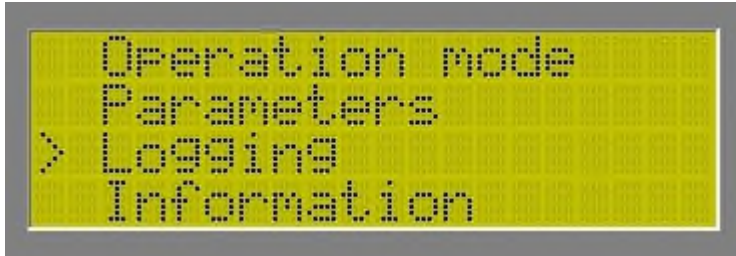 Operation mode
Parameters
> Logging
Information